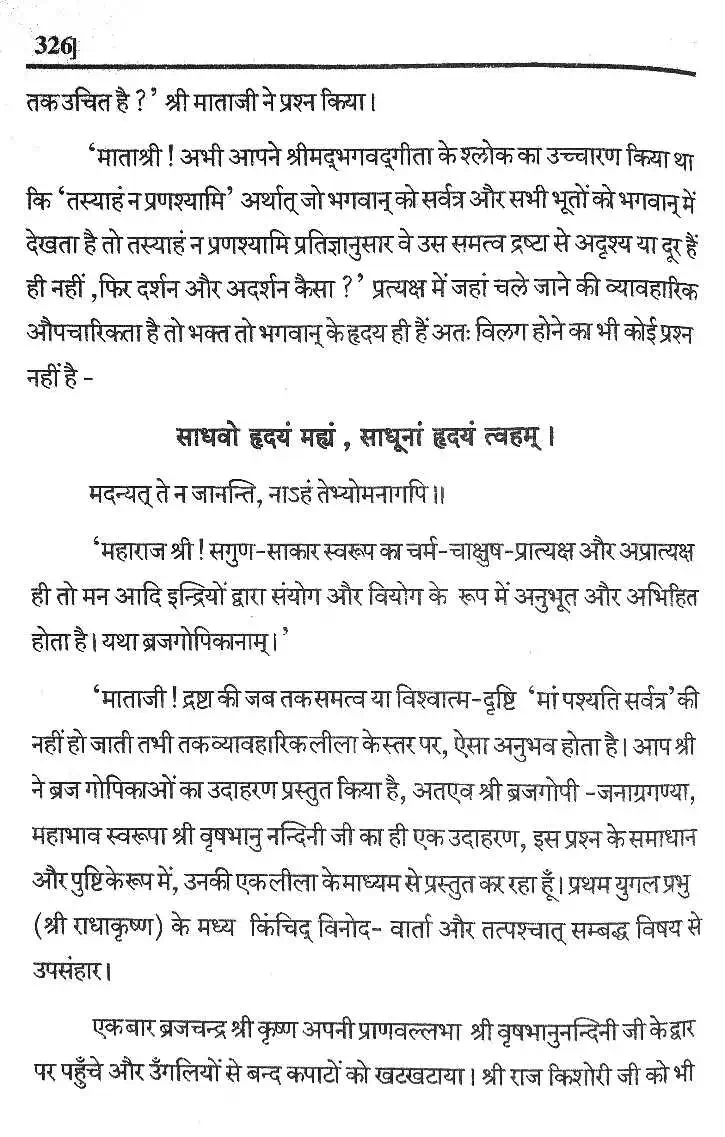 326]
तक उचित है ?’ श्री माताजी ने प्रश्न किया।
‘माताश्री ! अभी आपने श्रीमद्‌भगवद्‌गीता के श्लोक का उच्चारण किया था
कि ‘तस्याहं न प्रणश्यामि’ अर्थात् जो भगवान् को सर्वत्र और सभी भूतों को भगवान् में
देखता है तो तस्याहं न प्रणश्यामि प्रतिज्ञानुसार वे उस समत्व द्रष्टा से अदृश्य या दूर हैं
ही नहीं ,फिर दर्शन और अदर्शन कैसा ?’ प्रत्यक्ष में जहां चले जाने की व्यावहारिक
औपचारिकता है तो भक्त तो भगवान् के हृदय ही हैं अतः विलग होने का भी कोई प्रश्न
नहीं है -
साधवो हृदयं मह्यं , साधूनां हृदयं त्वहम् ।
मदन्यत् ते न जानन्ति, नाऽहं तेभ्योमनागपि॥
‘महाराज श्री ! सगुण-साकार स्वरूप का चर्म-चाक्षुष-प्रात्यक्ष और अप्रात्यक्ष
ही तो मन आदि इन्द्रियों द्वारा संयोग और वियोग के रूप में अनुभूत और अभिहित
होता है। यथा ब्रजगोपिकानाम्।’
‘माताजी ! द्रष्टा की जब तक समत्व या विश्वात्म-दृष्टि ‘मां पश्यति सर्वत्र’ की
नहीं हो जाती तभी तक व्यावहारिक लीला के स्तर पर, ऐसा अनुभव होता है। आप श्री
ने ब्रज गोपिकाओं का उदाहरण प्रस्तुत किया है, अतएव श्री ब्रजगोपी -जनाग्रगण्या,
महाभाव स्वरूपा श्री वृषभानु नन्दिनी जी का ही एक उदाहरण, इस प्रश्न के समाधान
और पुष्टि के रूप में, उनकी एक लीला के माध्यम से प्रस्तुत कर रहा हूँ। प्रथम युगल प्रभु
(श्री राधाकृष्ण) के मध्य किंचिद् विनोद- वार्ता और तत्पश्चात् सम्बद्ध विषय से
उपसंहार।
एक बार ब्रजचन्द्र श्री कृष्ण अपनी प्राणवल्लभा श्री वृषभानुनन्दिनी जी के द्वार
पर पहुँचे और उँगलियों से बन्द कपाटों को खटखटाया। श्री राज किशोरी जी को भी